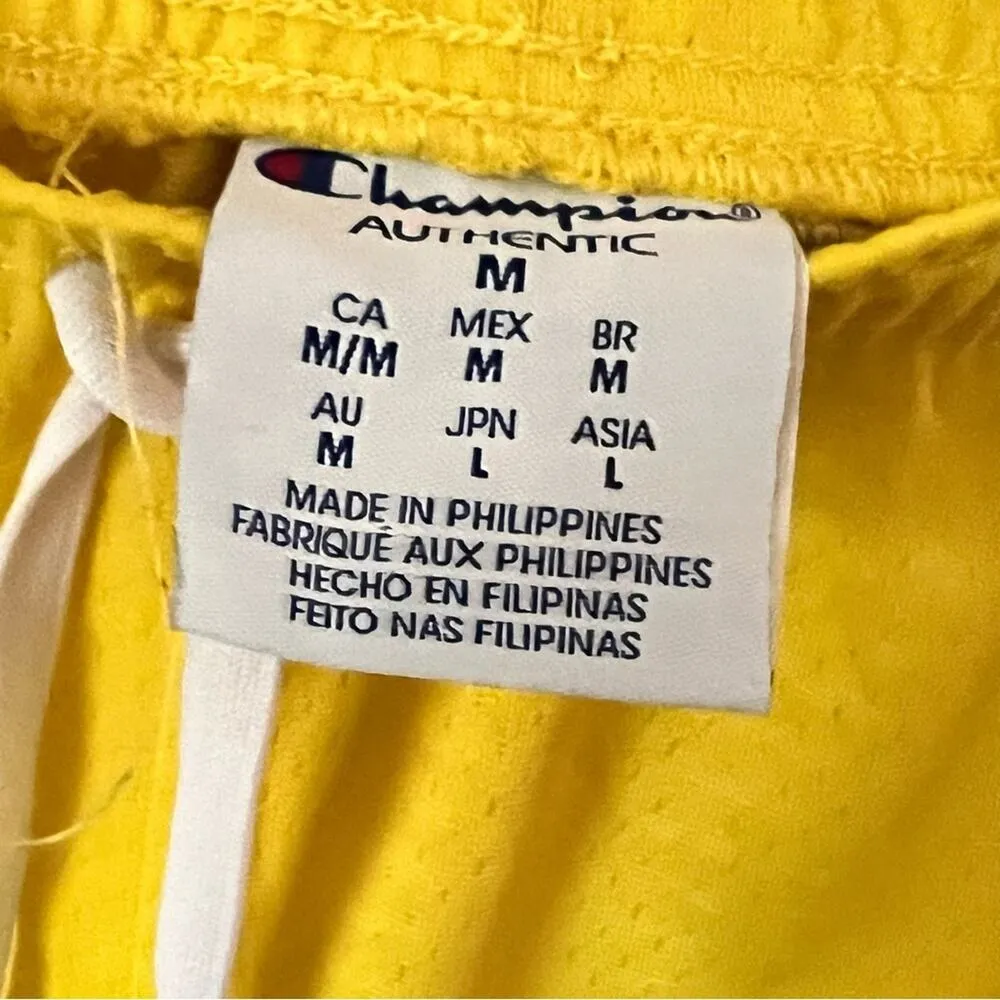 Champion®
AUTHENTIC
M
CA MEX BR
M/M M M
AU JPN ASIA
M L L
MADE IN PHILIPPINES
FABRIQUÉ AUX PHILIPPINES
HECHO EN FILIPINAS
FEITO NAS FILIPINAS